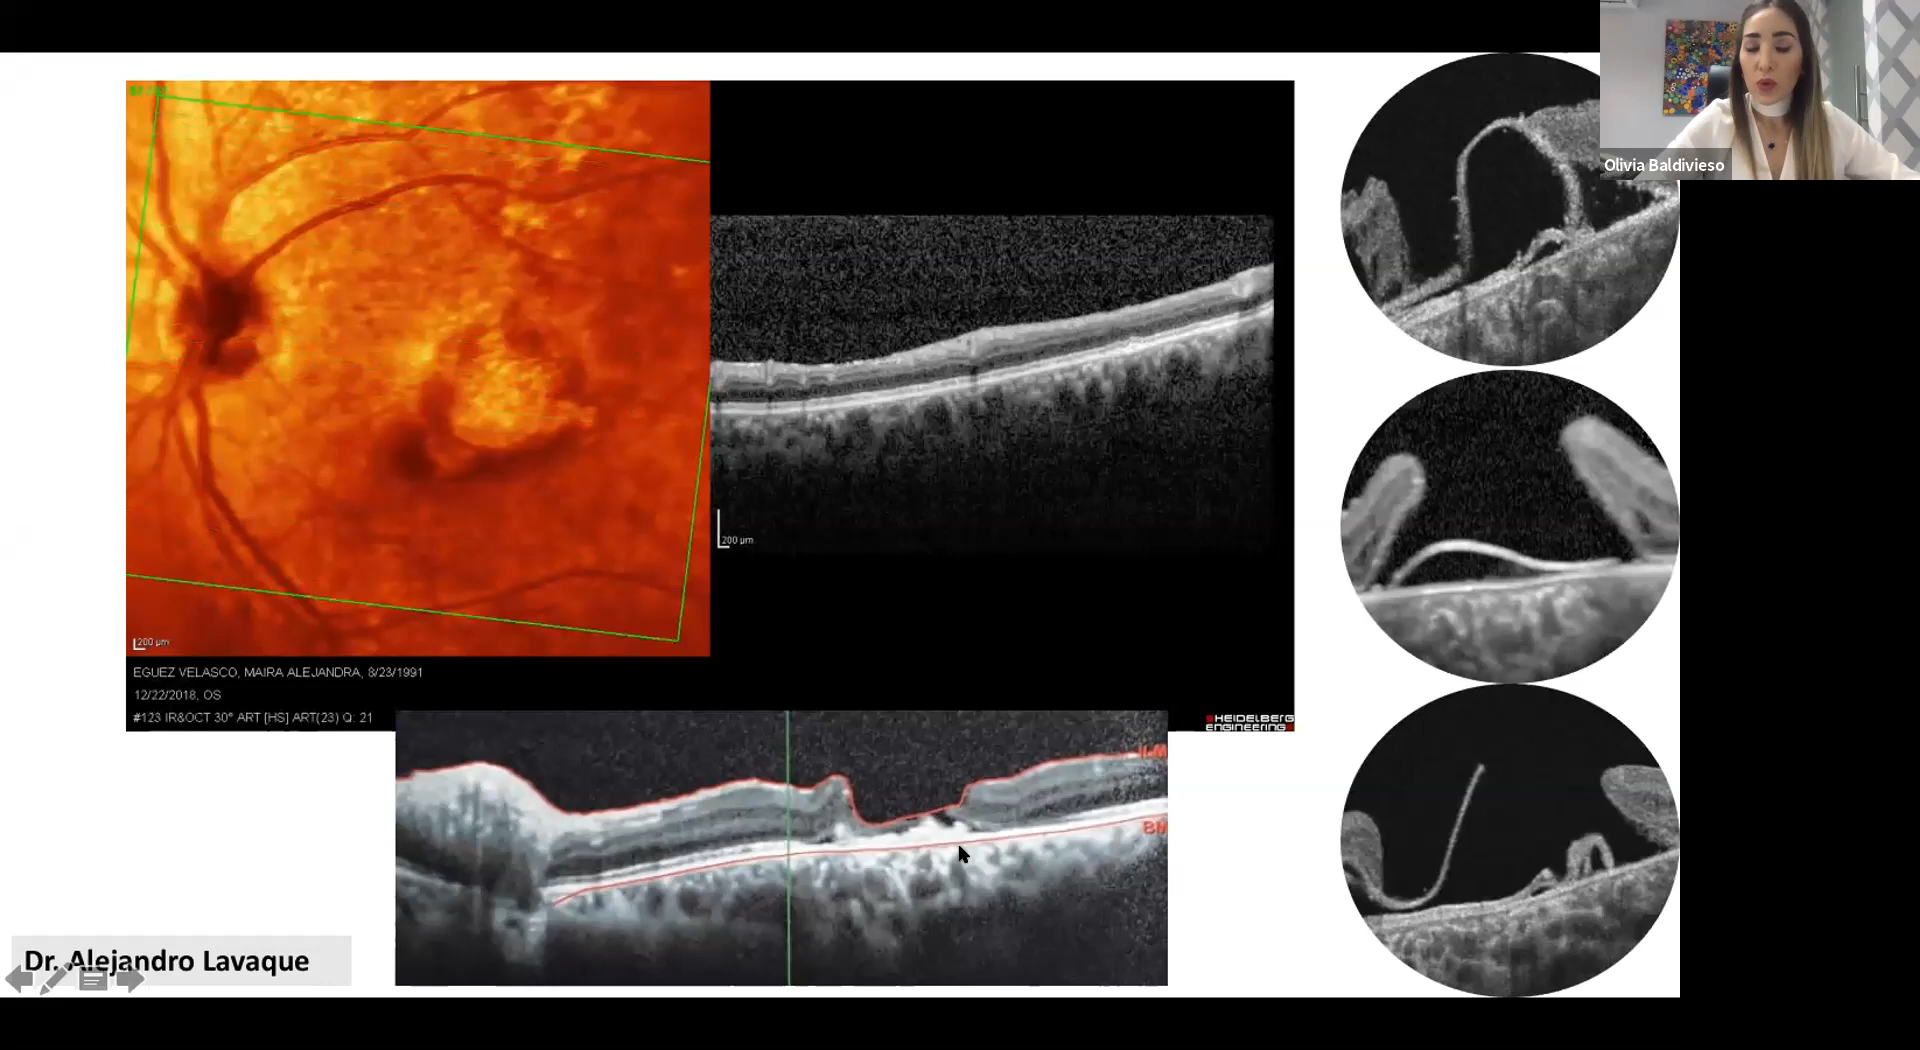 Olivia Baldivieso
200 µm
200 µm
EGUEZ VELASCO, MAIRA ALEJANDRA, 8/23/1991
12/22/2018, OS
#123 IR&OCT 30° ART [HS] ART(23) Q: 21
HEIDELBERG
ENGINEERING
ILM
BM
Dr. Alejandro Lavaque